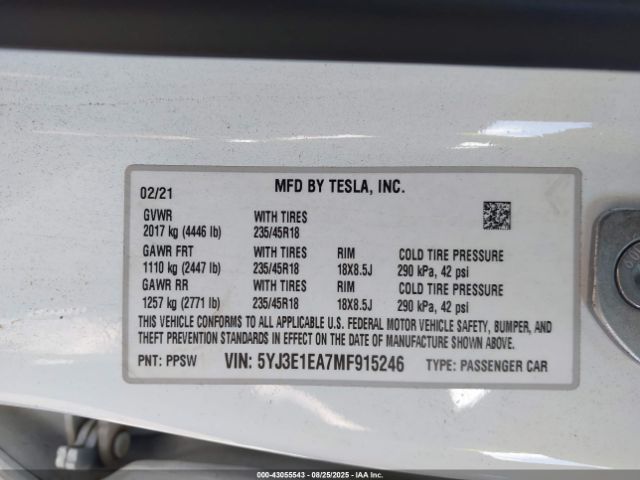 MFD BY TESLA, INC.
02/21
GVWR WITH TIRES
2017 kg (4446 lb) 235/45R18
GAWR FRT WITH TIRES RIM COLD TIRE PRESSURE
1110 kg (2447 lb) 235/45R18 18X8.5J 290 kPa, 42 psi
GAWR RR WITH TIRES RIM COLD TIRE PRESSURE
1257 kg (2771 lb) 235/45R18 18X8.5J 290 kPa, 42 psi
THIS VEHICLE CONFORMS TO ALL APPLICABLE U.S. FEDERAL MOTOR VEHICLE SAFETY, BUMPER, AND
THEFT PREVENTION STANDARDS IN EFFECT ON THE DATE OF MANUFACTURE SHOWN ABOVE.
PNT: PPSW VIN: 5YJ3E1EA7MF915246 TYPE: PASSENGER CAR
000-43055543 08/25/2025 - IAAI.COM